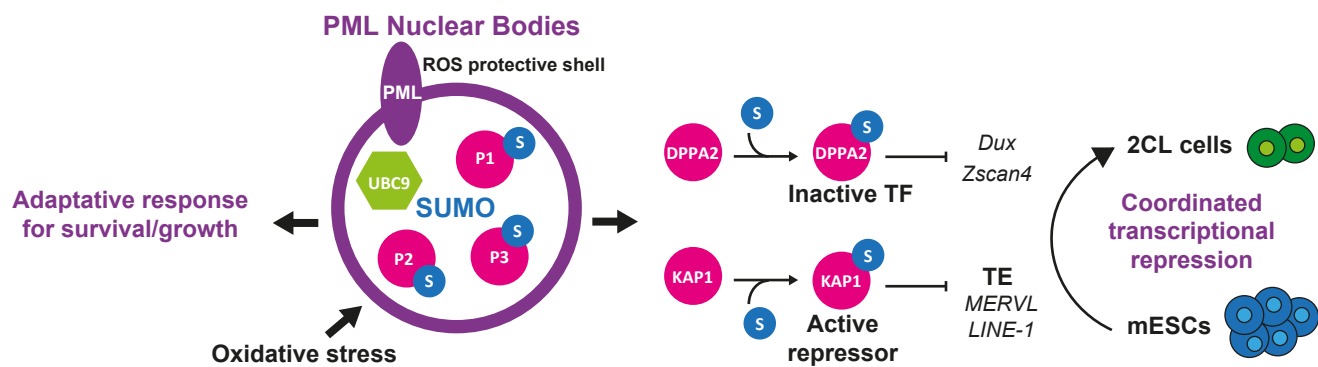 PML Nuclear Bodies
ROS protective shell
PML
UBC9
SUMO
P1
S
P2
S
P3
S
Adaptative response
for survival/growth
Oxidative stress
DPPA2
S
DPPA2
S
Inactive TF
Dux
Zscan4
KAP1
S
KAP1
S
Active
repressor
TE
MERVL
LINE-1
2CL cells
Coordinated
transcriptional
repression
mESCs